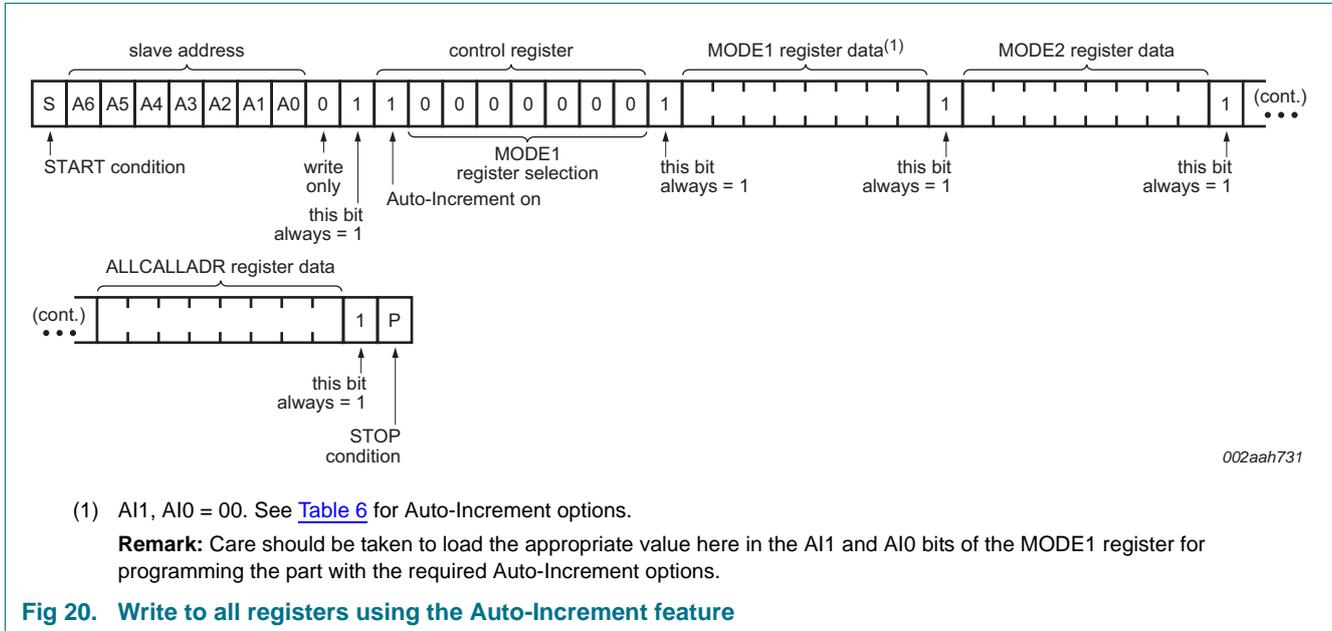 slave address
control register
MODE1 register data(1)
MODE2 register data
S A6 A5 A4 A3 A2 A1 A0 0 1 1 0 0 0 0 0 0 0 1 1 1 (cont.)
START condition
write
only
this bit
always = 1
Auto-Increment on
MODE1
register selection
this bit
always = 1
this bit
always = 1
this bit
always = 1
ALLCALLADR register data
(cont.) 1 P
this bit
always = 1
STOP
condition
002aah731
(1) AI1, AI0 = 00. See Table 6 for Auto-Increment options.
Remark: Care should be taken to load the appropriate value here in the AI1 and AI0 bits of the MODE1 register for
programming the part with the required Auto-Increment options.
Fig 20. Write to all registers using the Auto-Increment feature